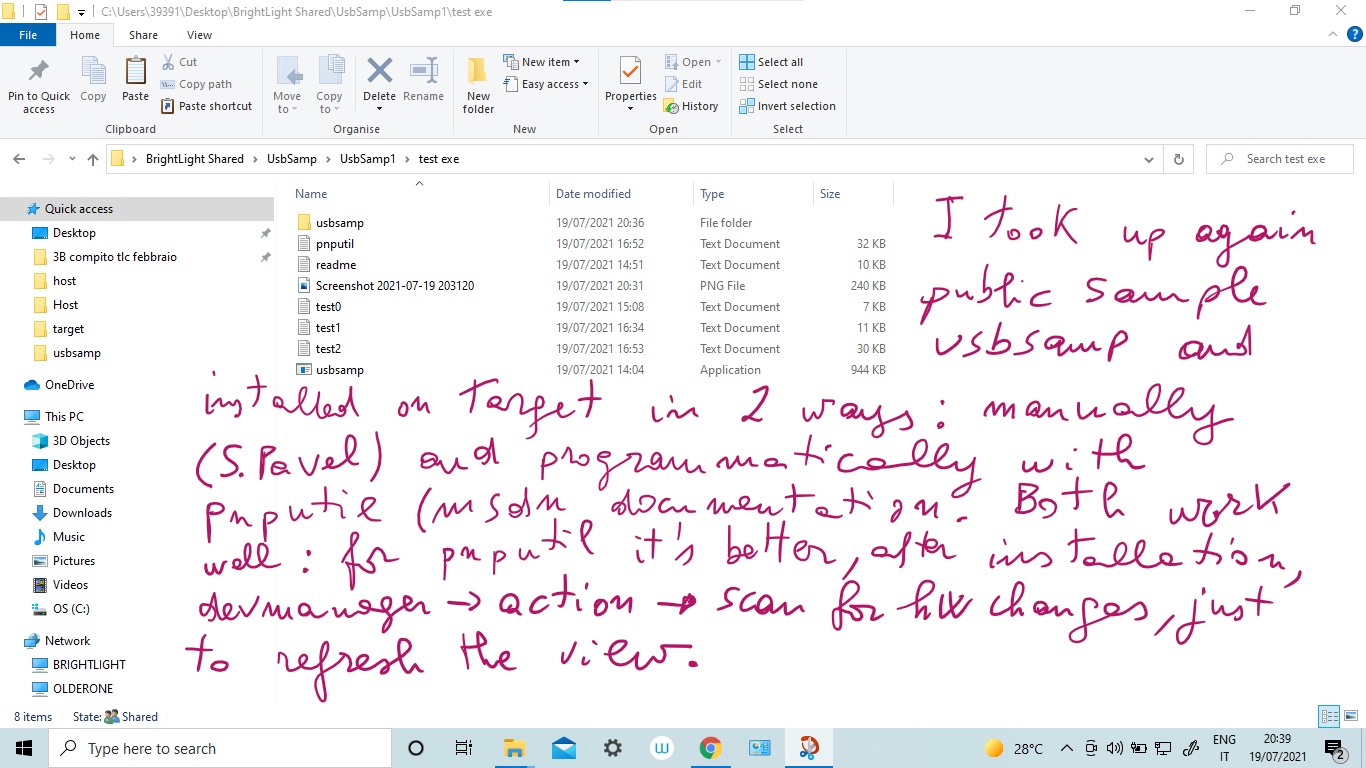 C:\Users\39391\Desktop\BrightLight Shared\UsbSamp\UsbSamp1\test exe
File Home Share View
Pin to Quick access
Copy
Paste
Cut
Copy path
Paste shortcut
Clipboard
Move to
Copy to
Delete
Rename
Organise
New folder
New item
Easy access
New
Properties
Open
Edit
History
Open
Select all
Select none
Invert selection
Select
BrightLight Shared > UsbSamp > UsbSamp1 > test exe
Search test exe
Quick access
Desktop
3B compito tlc febbraio
host
Host
target
usbsamp
OneDrive
This PC
3D Objects
Desktop
Documents
Downloads
Music
Pictures
Videos
OS (C:)
Network
BRIGHTLIGHT
OLDERONE
Name Date modified Type Size
usbsamp 19/07/2021 20:36 File folder
pnputil 19/07/2021 16:52 Text Document 32 KB
readme 19/07/2021 14:51 Text Document 10 KB
Screenshot 2021-07-19 203120 19/07/2021 20:31 PNG File 240 KB
test0 19/07/2021 15:08 Text Document 7 KB
test1 19/07/2021 16:34 Text Document 11 KB
test2 19/07/2021 16:53 Text Document 30 KB
usbsamp 19/07/2021 14:04 Application 944 KB
I took up again
public sample
usbsamp and
installed on Target in 2 ways: manually
(S. Pavel) and programmatically with
pnputil (msdn documentation. Both work
well: for pnputil it's better, after installation,
devmanager → action → scan for hw changes, just
to refresh the view.
8 items State: Shared
Type here to search
28°C
ENG
IT
20:39
19/07/2021
2